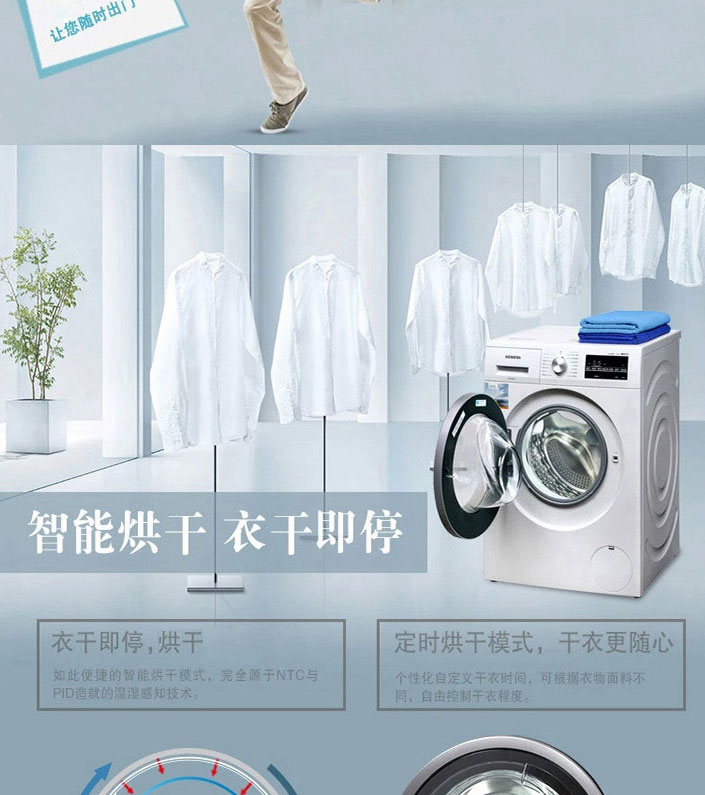 让您随时出门
SIEMENS
智能烘干 衣干即停
衣干即停,烘干
如此便捷的智能烘干模式，完全源于NTC与
PID造就的温湿感知技术。
定时烘干模式，干衣更随心
个性化自定义干衣时间，可根据衣物面料不
同，自由控制干衣程度。